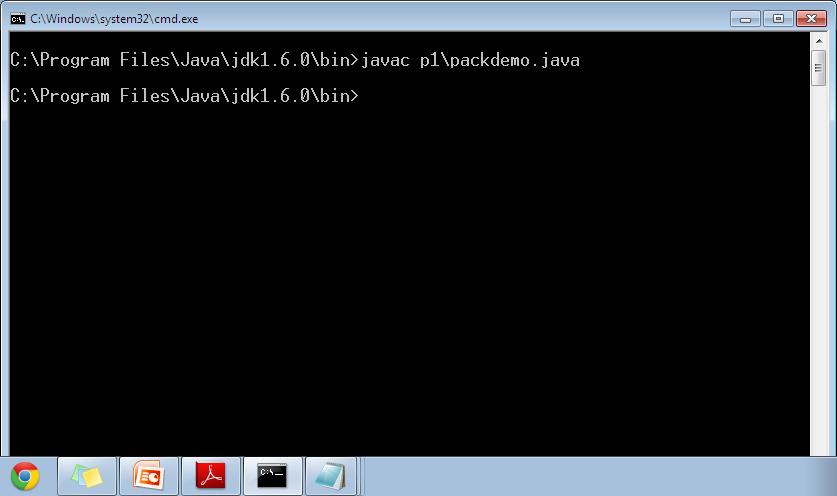 C:\Windows\system32\cmd.exe
C:\Program Files\Java\jdk1.6.0\bin>javac p1\packdemo.java
C:\Program Files\Java\jdk1.6.0\bin>
C:\_